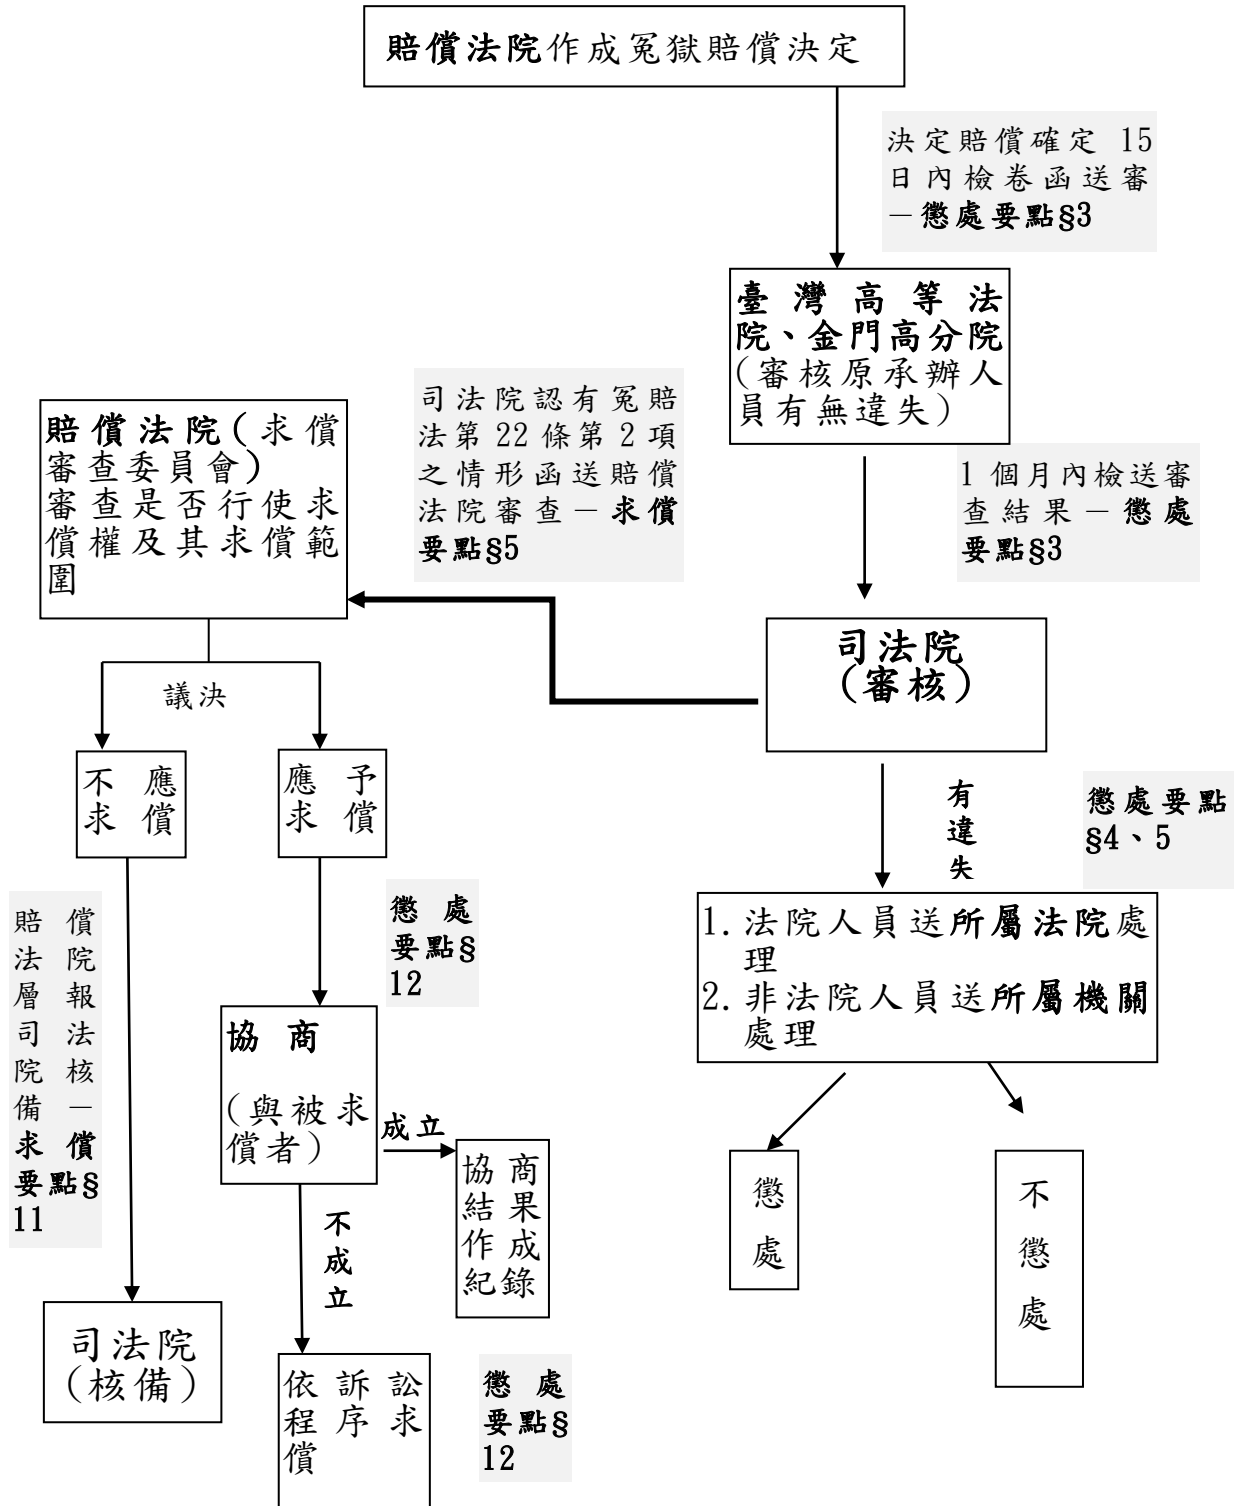 賠償法院作成冤獄賠償決定
決定賠償確定 15
日內檢卷函送審
－懲處要點§3
臺灣高等法
院、金門高分院
（審核原承辦人
員有無違失）
1 個月內檢送審
查結果－懲處
要點§3
司法院認有冤賠
法第 22 條第 2 項
之情形函送賠償
法院審查－求償
要點§5
賠償法院（求償
審查委員會）
審查是否行使求
償權及其求償範
圍
司法院
（審核）
議決
不應
求償
應予
求償
有
違
失
懲處要點
§4、5
1. 法院人員送所屬法院處
理
2. 非法院人員送所屬機關
處理
賠償
法院
層報
司法
院核
備－
求償
要點§
11
懲處
要點§
12
協商
（與被求
償者）
成立
協商
結果
作成
紀錄
不
成
立
懲
處
不
懲
處
司法院
（核備）
依訴訟
程序求
償
懲處
要點§
12